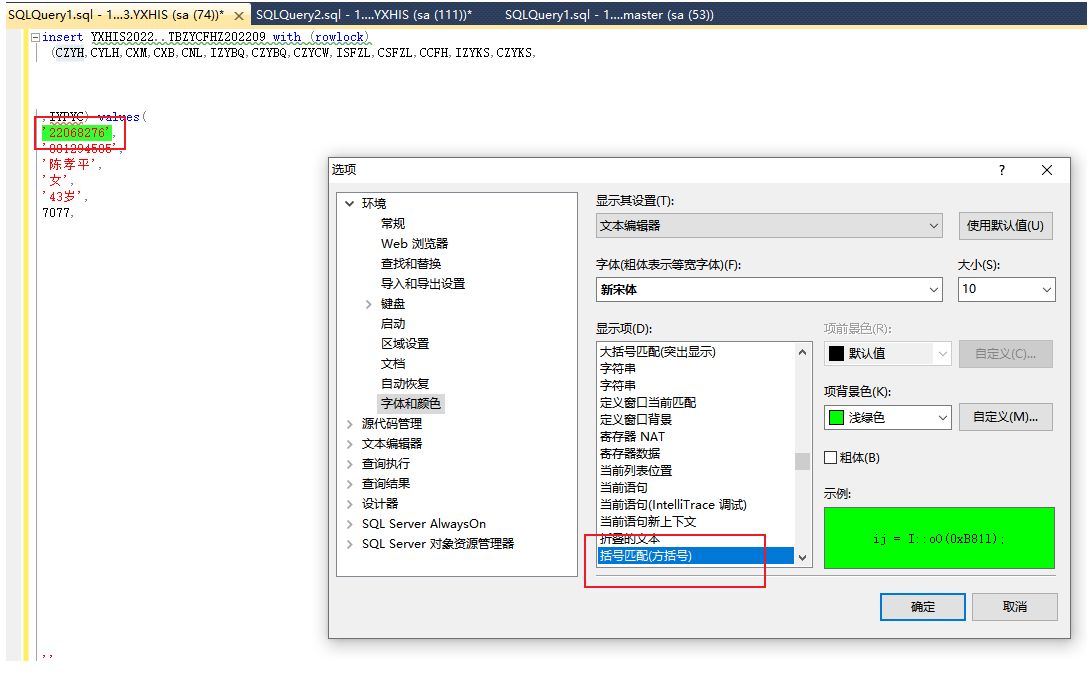 SQLQuery1.sql - 1...3.YXHIS (sa (74))* ×
SQLQuery2.sql - 1....YXHIS (sa (111))*
SQLQuery1.sql - 1....master (sa (53))
insert YXHIS2022..TBZYCFHZ202209 with (rowlock)
(CZYH,CYLH,CXM,CXB,CNL,IZYBQ,CZYBQ,CZYCW,ISFZL,CSFZL,CCFH,IZYKS,CZYKS,
,IYPYC) values(
'22068276',
'陈孝平',
'女',
'43岁',
7077,
''
选项
? ×
环境
常规
Web 浏览器
查找和替换
导入和导出设置
键盘
启动
区域设置
文档
自动恢复
字体和颜色
源代码管理
文本编辑器
查询执行
查询结果
设计器
SQL Server AlwaysOn
SQL Server 对象资源管理器
显示其设置(T):
文本编辑器
使用默认值(U)
字体(粗体表示等宽字体)(F):
大小(S):
新宋体
10
显示项(D):
大括号匹配(突出显示)
字符串
字符串
定义窗口当前匹配
定义窗口背景
寄存器 NAT
寄存器数据
当前列表位置
当前语句
当前语句(IntelliTrace 调试)
当前语句新上下文
折叠的文本
括号匹配(方括号)
项前景色(R):
默认值
自定义(C)...
项背景色(K):
浅绿色
自定义(M)...
粗体(B)
示例:
ij = I::oO(0xB81l);
确定
取消